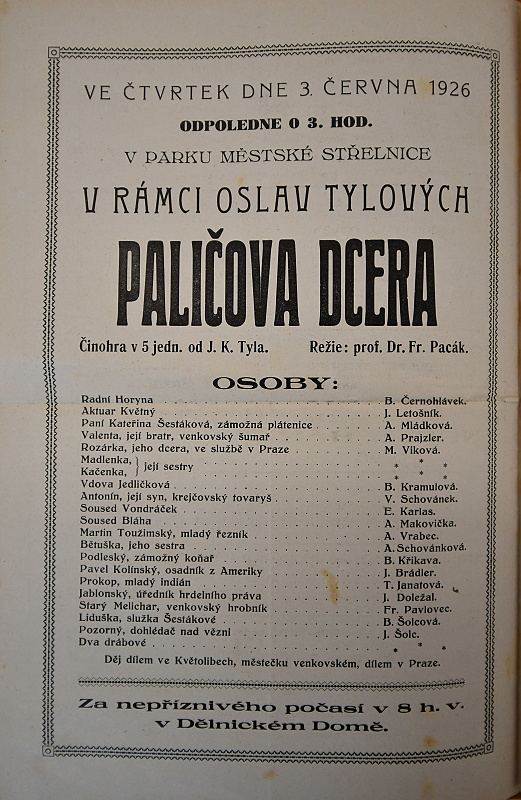 VE ČTVRTEK DNE 3. ČERVNA 1926
ODPOLEDNE O 3. HOD.
V PARKU MĚSTSKÉ STŘELNICE
V RÁMCI OSLAV TYLOVÝCH
PALIČOVA DCERA
Činohra v 5 jedn. od J. K. Tyla. Režie: prof. Dr. Fr. Pacák.
OSOBY:
Radní Horyna . . . . . . . . . . B. Černohlávek.
Aktuar Květný . . . . . . . . . . J. Letošník.
Paní Kateřina Šestáková, zámožná plátenice . . . . . . . . . . A. Mládková.
Valenta, její bratr, venkovský šumař . . . . . . . . . . A. Prajzler.
Rozárka, jeho dcera, ve službě v Praze . . . . . . . . . . M. Víková.
Madlenka, } její sestry . . . . . . . . . . * * *
Kačenka, } . . . . . . . . . . * * *
Vdova Jedličková . . . . . . . . . . B. Kramulová.
Antonín, její syn, krejčovský tovaryš . . . . . . . . . . V. Schovánek.
Soused Vondráček . . . . . . . . . . E. Karlas.
Soused Bláha . . . . . . . . . . A. Makovička.
Martin Toužimský, mladý řezník . . . . . . . . . . A. Vrabec.
Bětuška, jeho sestra . . . . . . . . . . A. Schovánková.
Podleský, zámožný koňař . . . . . . . . . . B. Křikava.
Pavel Kolínský, osadník z Ameriky . . . . . . . . . . J. Brádler.
Prokop, mladý indián . . . . . . . . . . T. Janatová.
Jablonský, úředník hrdelního práva . . . . . . . . . . J. Doležal.
Starý Melichar, venkovský hrobník . . . . . . . . . . Fr. Pavlovec.
Liduška, služka Šestákové . . . . . . . . . . B. Šolcová.
Pozorný, dohlédač nad vězni . . . . . . . . . . J. Šolc.
Dva drábové . . . . . . . . . . * * *
Děj dílem ve Květolibech, městečku venkovském, dílem v Praze.
Za nepříznivého počasí v 8 h. v.
v Dělnickém Domě.